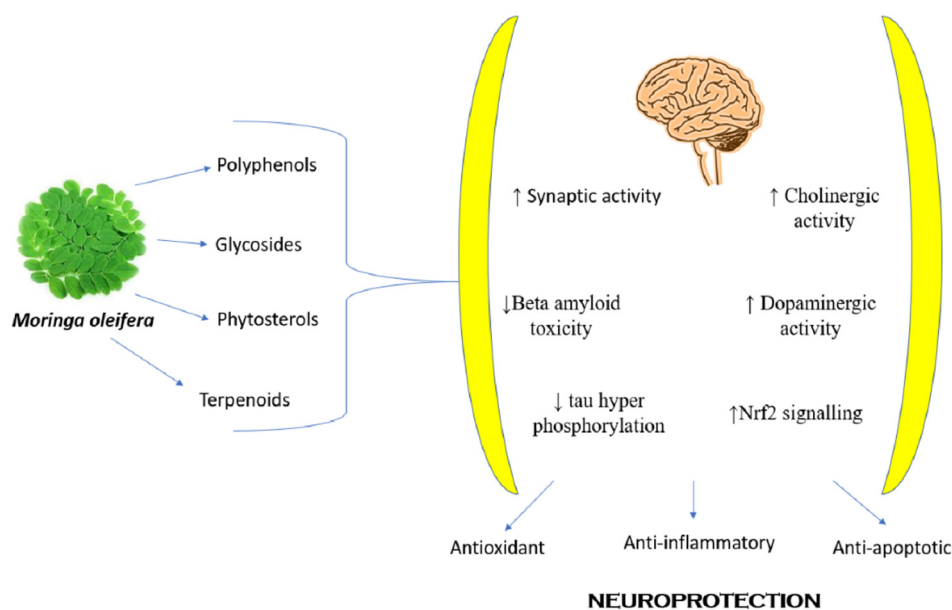 Polyphenols
Glycosides
Moringa oleifera
Phytosterols
Terpenoids
↑ Synaptic activity
↑ Cholinergic
activity
↓Beta amyloid
toxicity
↑ Dopaminergic
activity
↓ tau hyper
phosphorylation
↑Nrf2 signalling
Antioxidant
Anti-inflammatory
Anti-apoptotic
NEUROPROTECTION